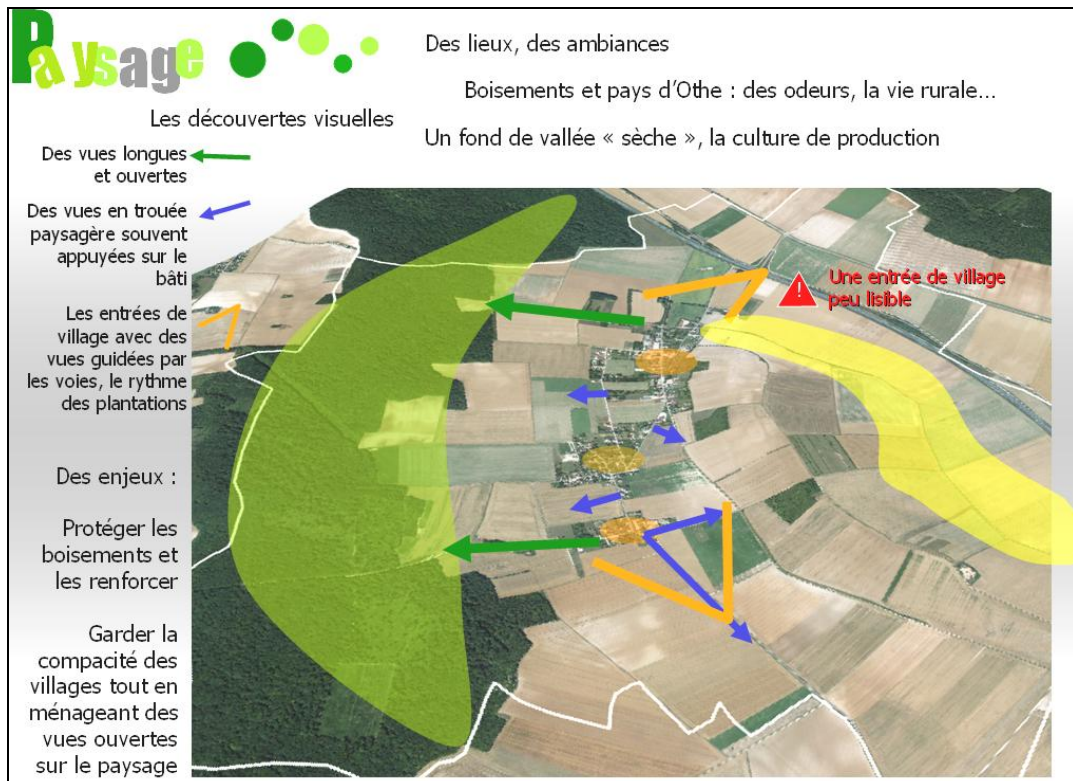 Paysage
Des lieux, des ambiances
Boisements et pays d'Othe : des odeurs, la vie rurale...
Un fond de vallée « sèche », la culture de production
Les découvertes visuelles
Des vues longues
et ouvertes
Des vues en trouée
paysagère souvent
appuyées sur le
bâti
Les entrées de
village avec des
vues guidées par
les voies, le rythme
des plantations
Des enjeux :
Protéger les
boisements et
les renforcer
Garder la
compacité des
villages tout en
ménageant des
vues ouvertes
sur le paysage
!
Une entrée de village
peu lisible